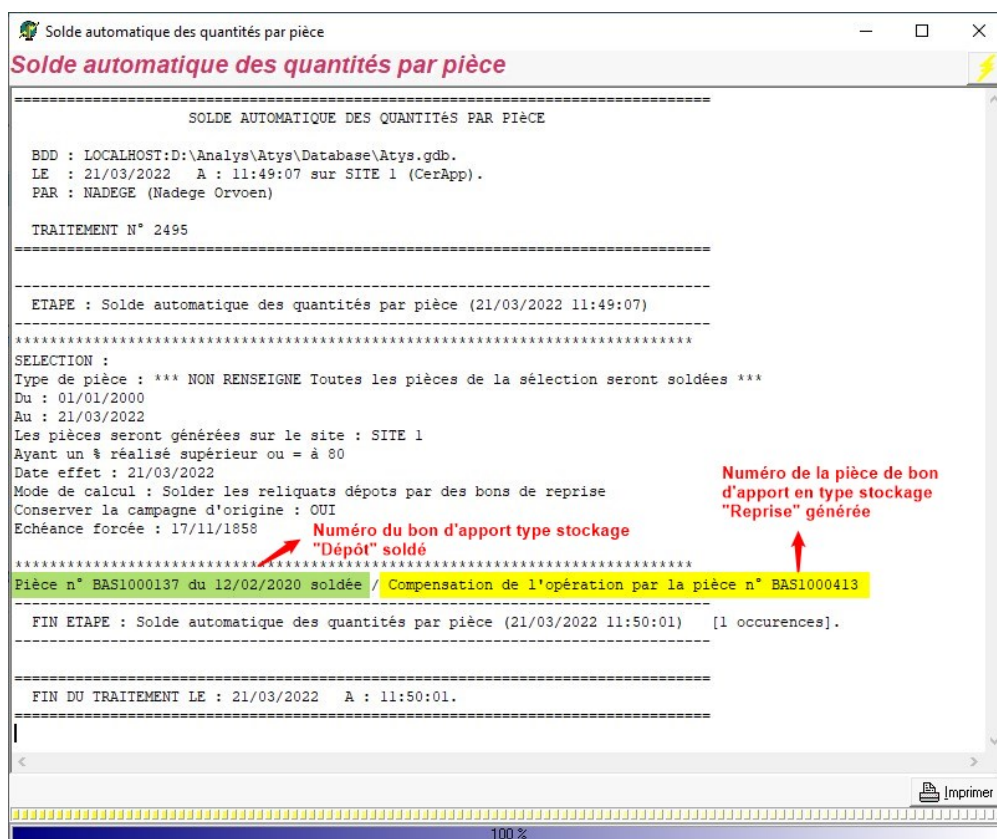 Solde automatique des quantités par pièce
Solde automatique des quantités par pièce
==============================================================================
SOLDE AUTOMATIQUE DES QUANTITéS PAR PIèCE
BDD : LOCALHOST:D:\Analys\Atys\Database\Atys.gdb.
LE : 21/03/2022 A : 11:49:07 sur SITE 1 (CerApp).
PAR : NADEGE (Nadege Orvoen)
TRAITEMENT N° 2495
==============================================================================
------------------------------------------------------------------------------
ETAPE : Solde automatique des quantités par pièce (21/03/2022 11:49:07)
------------------------------------------------------------------------------
****************************************************************************
SELECTION :
Type de pièce : *** NON RENSEIGNE Toutes les pièces de la sélection seront soldées ***
Du : 01/01/2000
Au : 21/03/2022
Les pièces seront générées sur le site : SITE 1
Ayant un % réalisé supérieur ou = à 80
Date effet : 21/03/2022
Mode de calcul : Solder les reliquats dépots par des bons de reprise
Conserver la campagne d'origine : OUI
Echéance forcée : 17/11/1858
Numéro du bon d'apport type stockage
"Dépôt" soldé
Numéro de la pièce de bon
d'apport en type stockage
"Reprise" générée
****************************************************************************
Pièce n° BAS1000137 du 12/02/2020 soldée / Compensation de l'opération par la pièce n° BAS1000413
------------------------------------------------------------------------------
FIN ETAPE : Solde automatique des quantités par pièce (21/03/2022 11:50:01) [1 occurences].
------------------------------------------------------------------------------
==============================================================================
FIN DU TRAITEMENT LE : 21/03/2022 A : 11:50:01.
==============================================================================
Imprimer
100 %